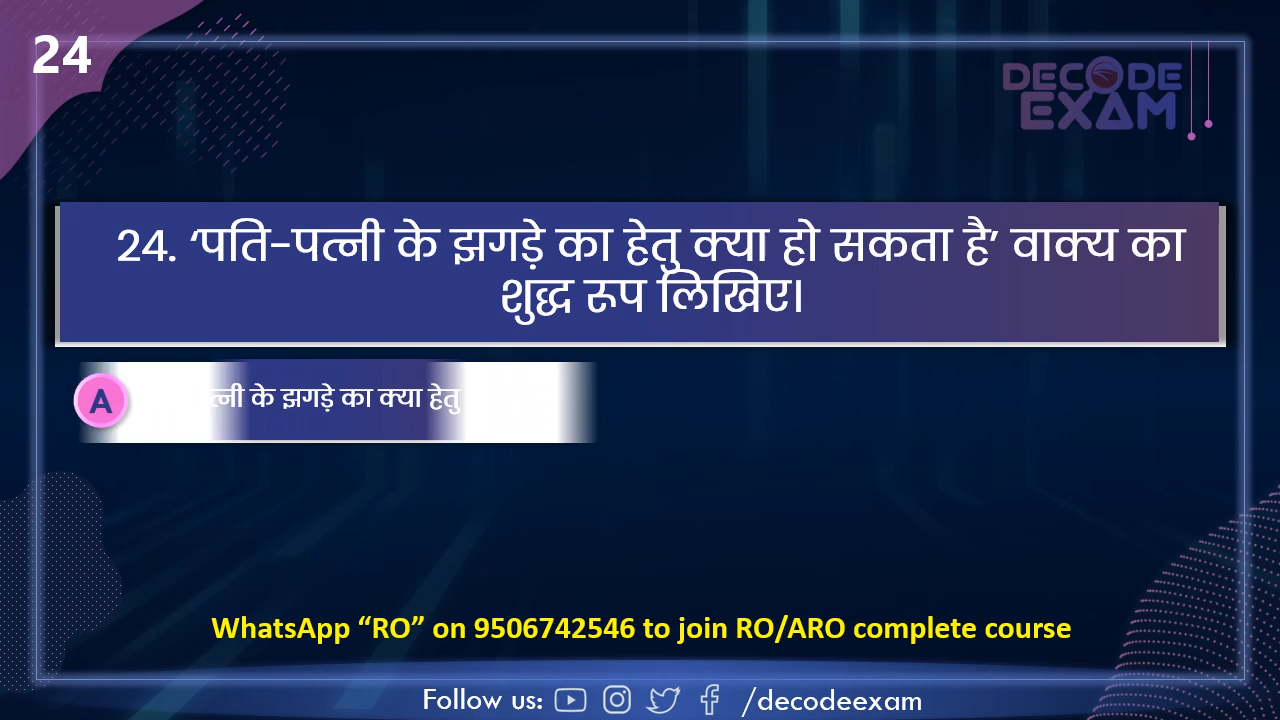 24
DECODE
EXAM
24. ‘पति-पत्नी के झगड़े का हेतु क्या हो सकता है’ वाक्य का
शुद्ध रूप लिखिए।
A
के झगड़े का क्या हेतु
WhatsApp “RO” on 9506742546 to join RO/ARO complete course
Follow us: /decodeexam